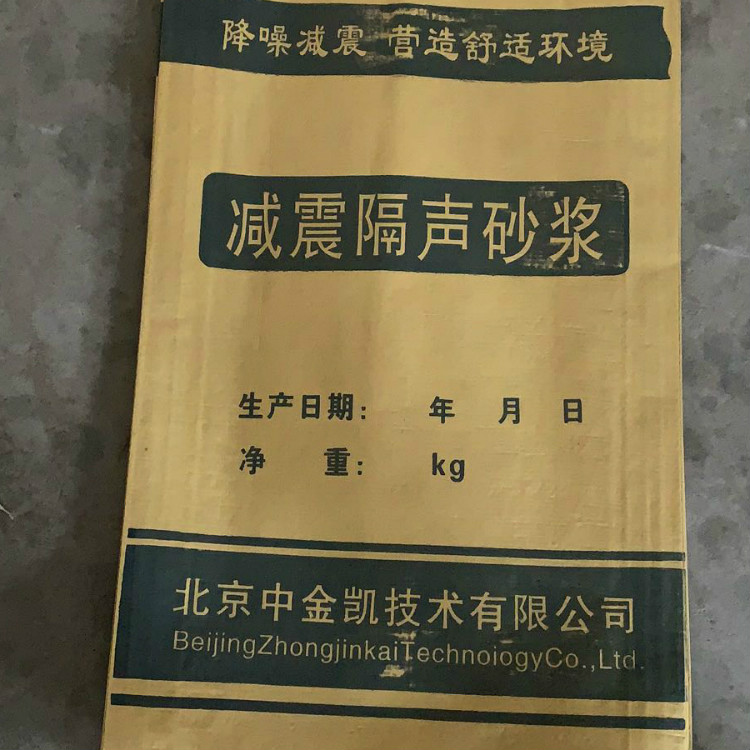 降噪减震 营造舒适环境
减震隔声砂浆
生产日期： 年 月 日
净 重： kg
北京中金凯技术有限公司
BeijingZhongjinkaiTechnoiogyCo.,Ltd.